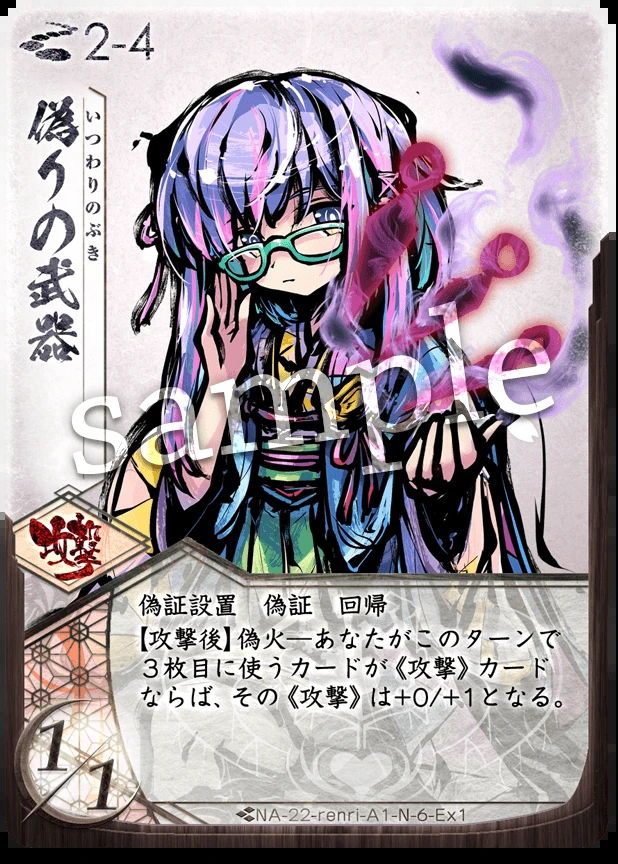 2-4
偽りの武器
いつわりのぶき
sample
攻撃
偽証設置　偽証　回帰
【攻撃後】偽火―あなたがこのターンで
3枚目に使うカードが《攻撃》カード
ならば、その《攻撃》は+0/+1となる。
1/1
NA-22-renri-A1-N-6-Ex1